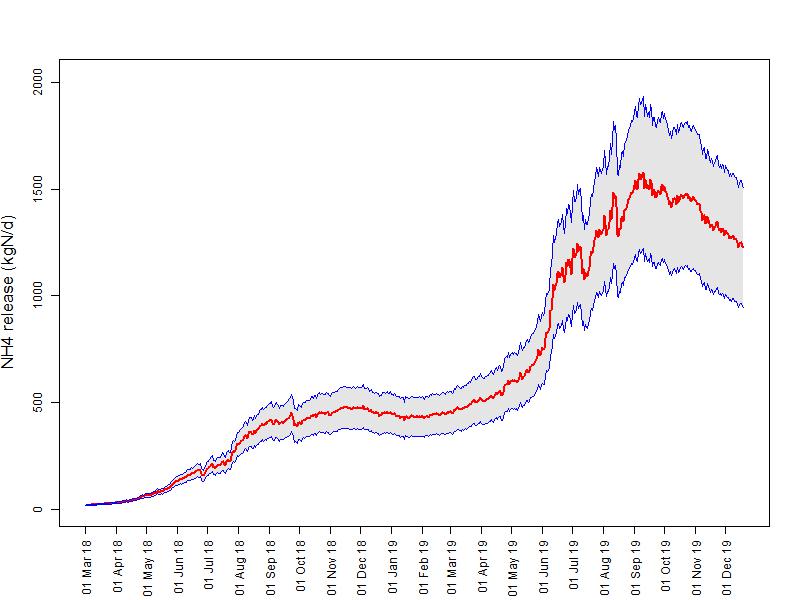 NH4 release (kgN/d)
2000
1500
1000
500
0
01 Mar 18
01 Apr 18
01 May 18
01 Jun 18
01 Jul 18
01 Aug 18
01 Sep 18
01 Oct 18
01 Nov 18
01 Dec 18
01 Jan 19
01 Feb 19
01 Mar 19
01 Apr 19
01 May 19
01 Jun 19
01 Jul 19
01 Aug 19
01 Sep 19
01 Oct 19
01 Nov 19
01 Dec 19